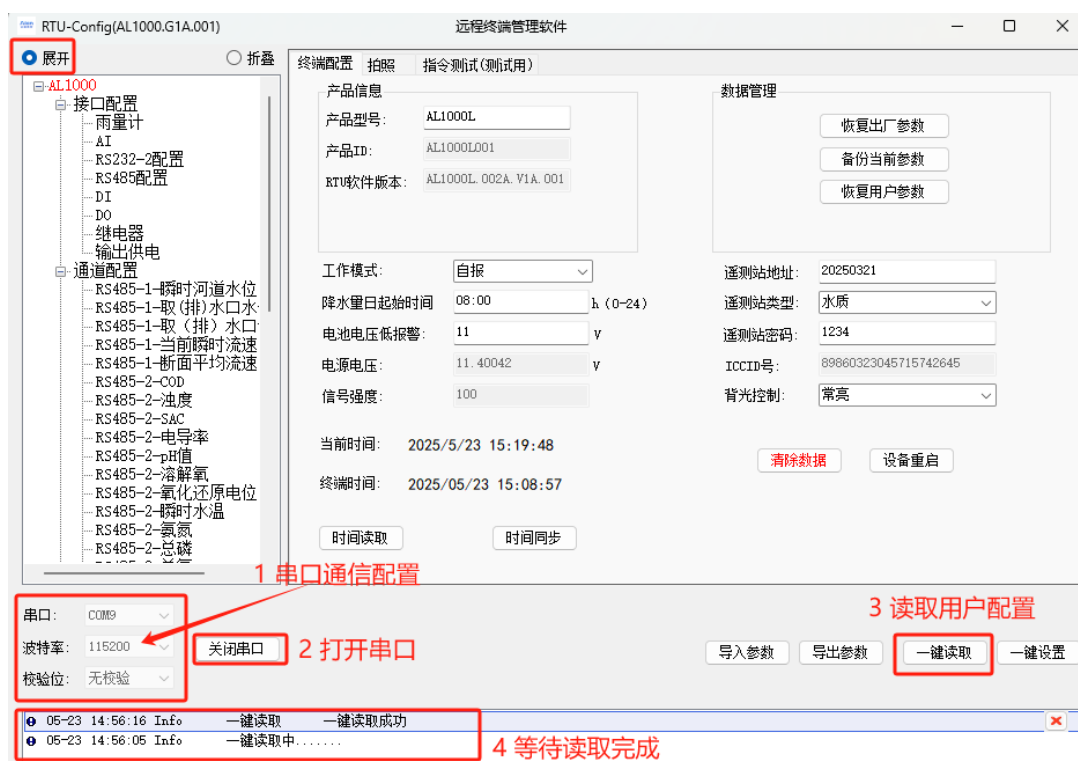 RTU-Config(AL1000.G1A.001)
远程终端管理软件
展开
折叠
AL1000
接口配置
雨量计
AI
RS232-2配置
RS485配置
DI
DO
继电器
输出供电
通道配置
RS485-1-瞬时河道水位
RS485-1-取(排)水口水
RS485-1-取（排）水口
RS485-1-当前瞬时流速
RS485-1-断面平均流速
RS485-2-COD
RS485-2-浊度
RS485-2-SAC
RS485-2-电导率
RS485-2-pH值
RS485-2-溶解氧
RS485-2-氧化还原电位
RS485-2-瞬时水温
RS485-2-氨氮
RS485-2-总磷
终端配置 拍照 指令测试(测试用)
产品信息
产品型号: AL1000L
产品ID: AL1000L001
RTU软件版本: AL1000L.002A.V1A.001
数据管理
恢复出厂参数
备份当前参数
恢复用户参数
工作模式: 自报
降水量日起始时间 08:00 h (0-24)
电池电压低报警: 11 V
电源电压: 11.40042 V
信号强度: 100
遥测站地址: 20250321
遥测站类型: 水质
遥测站密码: 1234
ICCID号: 89860323045715742645
背光控制: 常亮
当前时间: 2025/5/23 15:19:48
终端时间: 2025/05/23 15:08:57
清除数据 设备重启
时间读取 时间同步
1 串口通信配置
串口: COM9
波特率: 115200
校验位: 无校验
关闭串口
2 打开串口
3 读取用户配置
导入参数 导出参数 一键读取 一键设置
05-23 14:56:16 Info 一键读取 一键读取成功
05-23 14:56:05 Info 一键读取中.......
4 等待读取完成